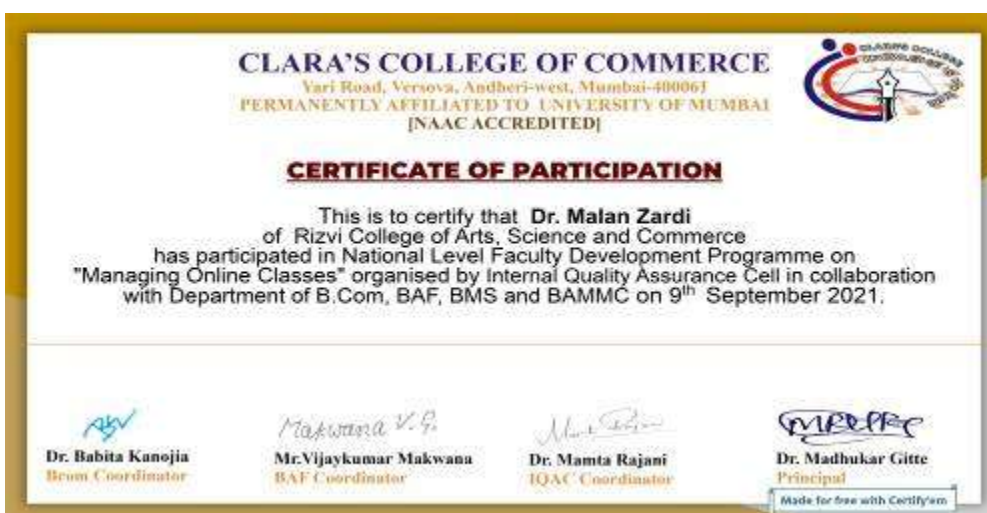 CLARA'S COLLEGE OF COMMERCE
Yari Road, Versova, Andheri-west, Mumbai-400061
PERMANENTLY AFFILIATED TO UNIVERSITY OF MUMBAI
[NAAC ACCREDITED]
CLARA'S COLLEGE
CERTIFICATE OF PARTICIPATION
This is to certify that Dr. Malan Zardi
of Rizvi College of Arts, Science and Commerce
has participated in National Level Faculty Development Programme on
"Managing Online Classes" organised by Internal Quality Assurance Cell in collaboration
with Department of B.Com, BAF, BMS and BAMMC on 9th September 2021.
Makwana V.G.
Dr. Babita Kanojia Mr.Vijaykumar Makwana Dr. Mamta Rajani Dr. Madhukar Gitte
Bcom Coordinator BAF Coordinator IQAC Coordinator Principal
Made for free with Certify'em